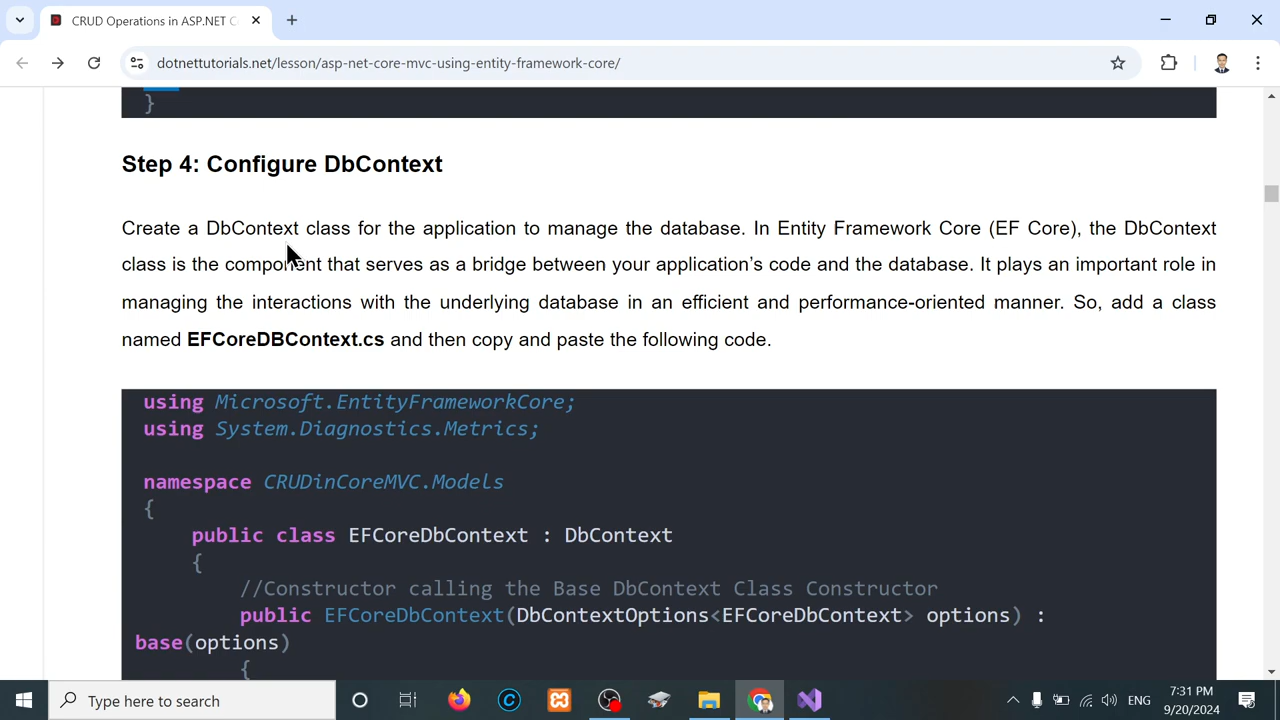 CRUD Operations in ASP.NET C
dotnettutorials.net/lesson/asp-net-core-mvc-using-entity-framework-core/
}
Step 4: Configure DbContext
Create a DbContext class for the application to manage the database. In Entity Framework Core (EF Core), the DbContext
class is the component that serves as a bridge between your application’s code and the database. It plays an important role in
managing the interactions with the underlying database in an efficient and performance-oriented manner. So, add a class
named EFCoreDBContext.cs and then copy and paste the following code.
using Microsoft.EntityFrameworkCore;
using System.Diagnostics.Metrics;
namespace CRUDinCoreMVC.Models
{
public class EFCoreDbContext : DbContext
{
//Constructor calling the Base DbContext Class Constructor
public EFCoreDbContext(DbContextOptions<EFCoreDbContext> options) :
base(options)
{
Type here to search
ENG
7:31 PM
9/20/2024